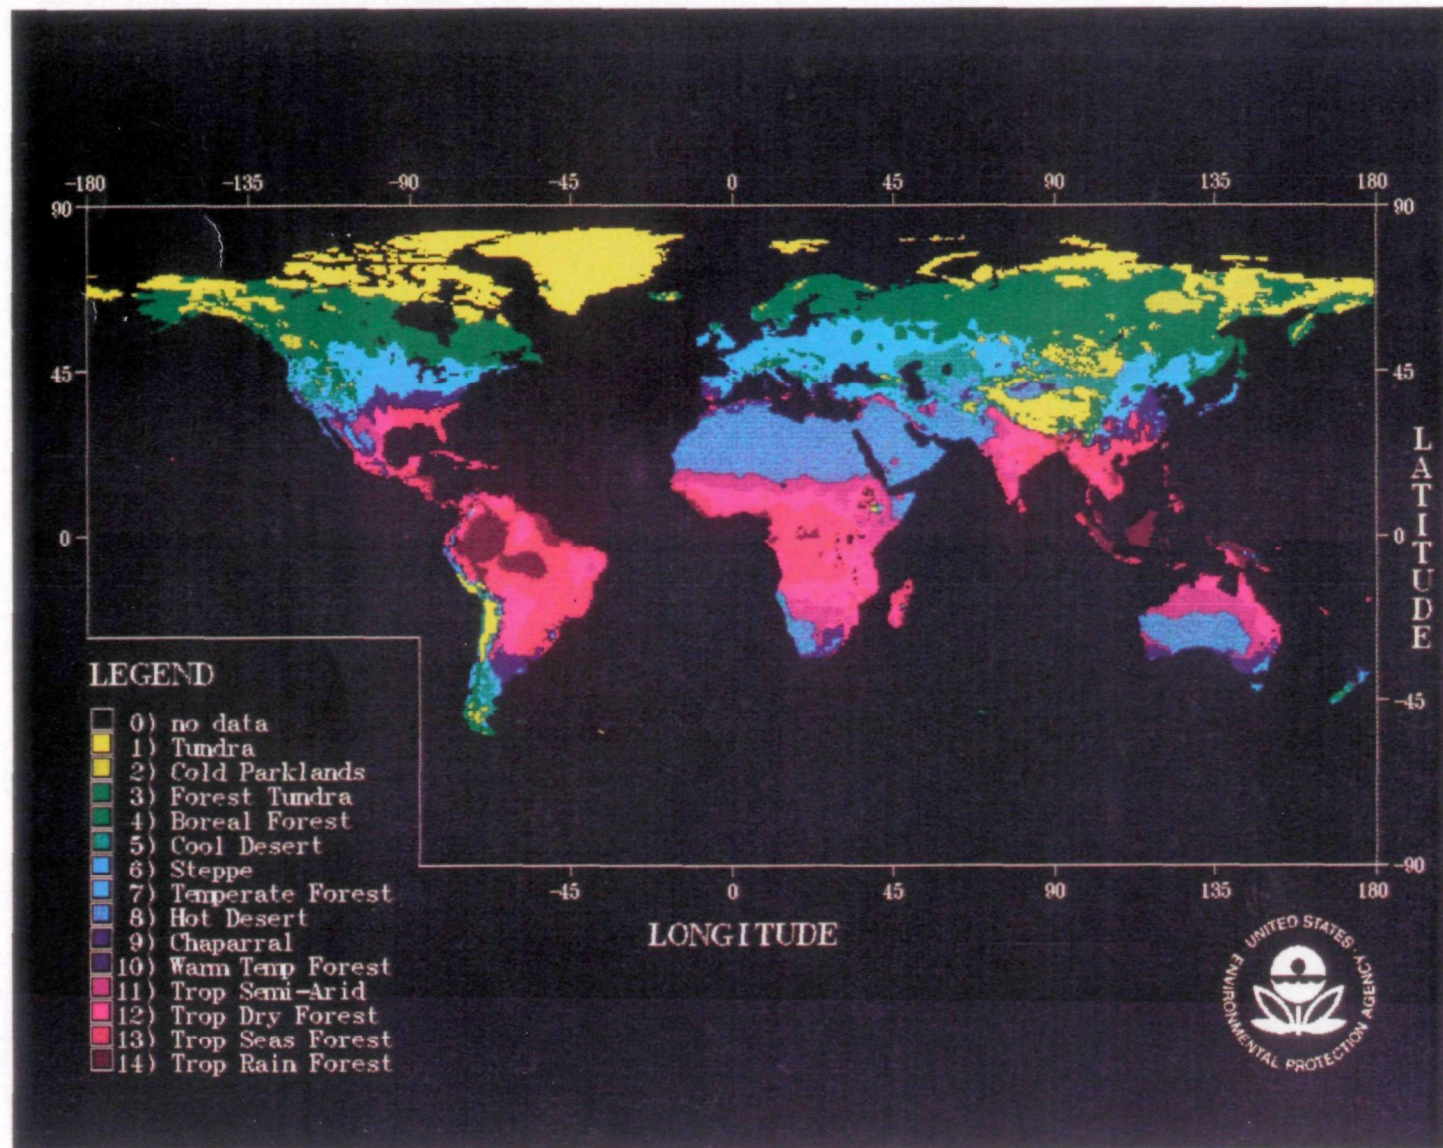 -180 -135 -90 -45 0 45 90 135 180
90 90
45 45
0 0
-45
-90
LATITUDE
LEGEND
0) no data
1) Tundra
2) Cold Parklands
3) Forest Tundra
4) Boreal Forest
5) Cool Desert
6) Steppe
7) Temperate Forest
8) Hot Desert
9) Chaparral
10) Warm Temp Forest
11) Trop Semi-Arid
12) Trop Dry Forest
13) Trop Seas Forest
14) Trop Rain Forest
-45 0 45 90 135 180
LONGITUDE
UNITED STATES
ENVIRONMENTAL PROTECTION AGENCY